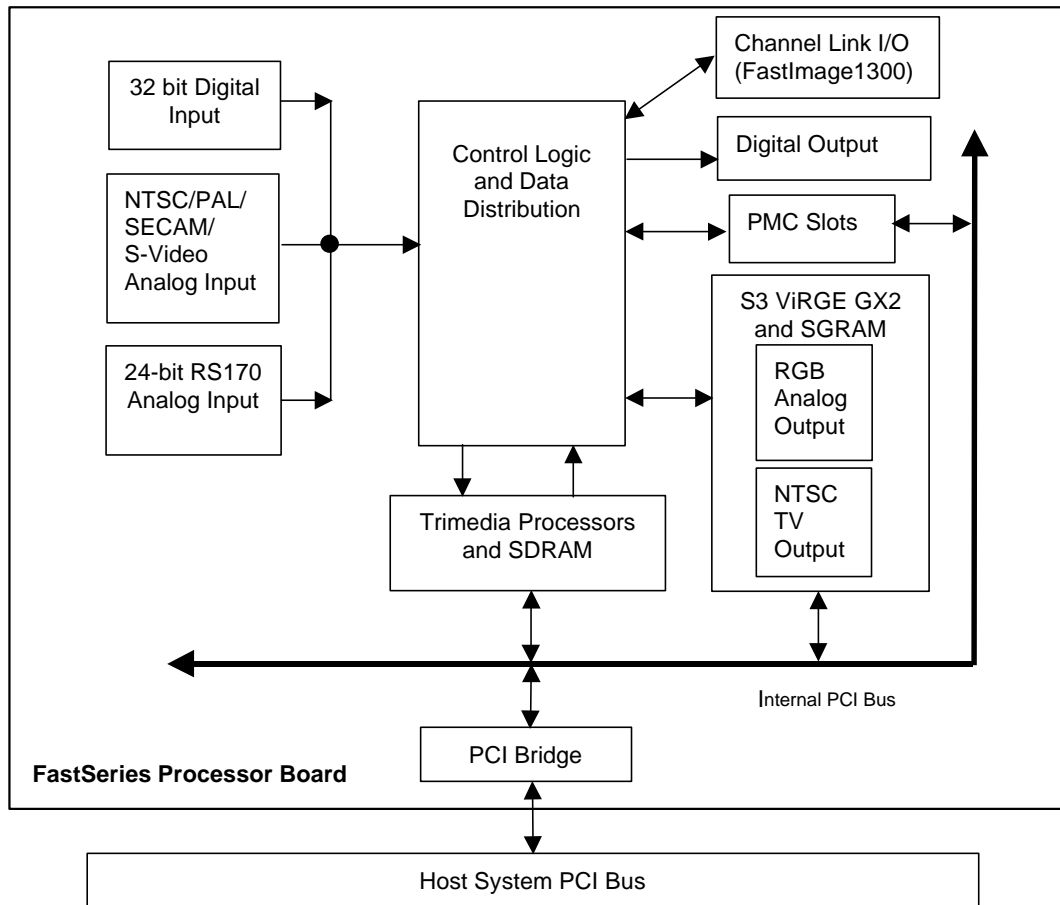 Channel Link I/O
(FastImage1300)
32 bit Digital
Input
Control Logic
and Data
Distribution
Digital Output
NTSC/PAL/
SECAM/
S-Video
Analog Input
PMC Slots
S3 ViRGE GX2
and SGRAM
24-bit RS170
Analog Input
RGB
Analog
Output
NTSC
TV
Output
Trimedia Processors
and SDRAM
Internal PCI Bus
PCI Bridge
FastSeries Processor Board
Host System PCI Bus